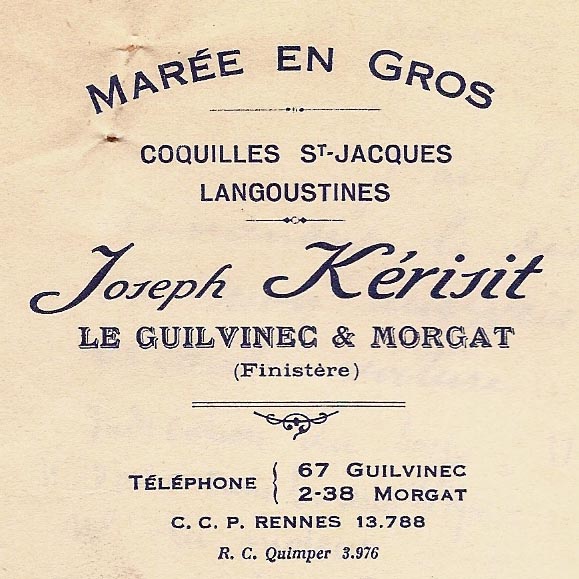 MARÉE EN GROS
COQUILLES ST-JACQUES
LANGOUSTINES
Joseph Kérisit
LE GUILVINEC & MORGAT
(Finistère)
TÉLÉPHONE { 67 GUILVINEC
2-38 MORGAT
C. C. P. RENNES 13.788
R. C. Quimper 3.976